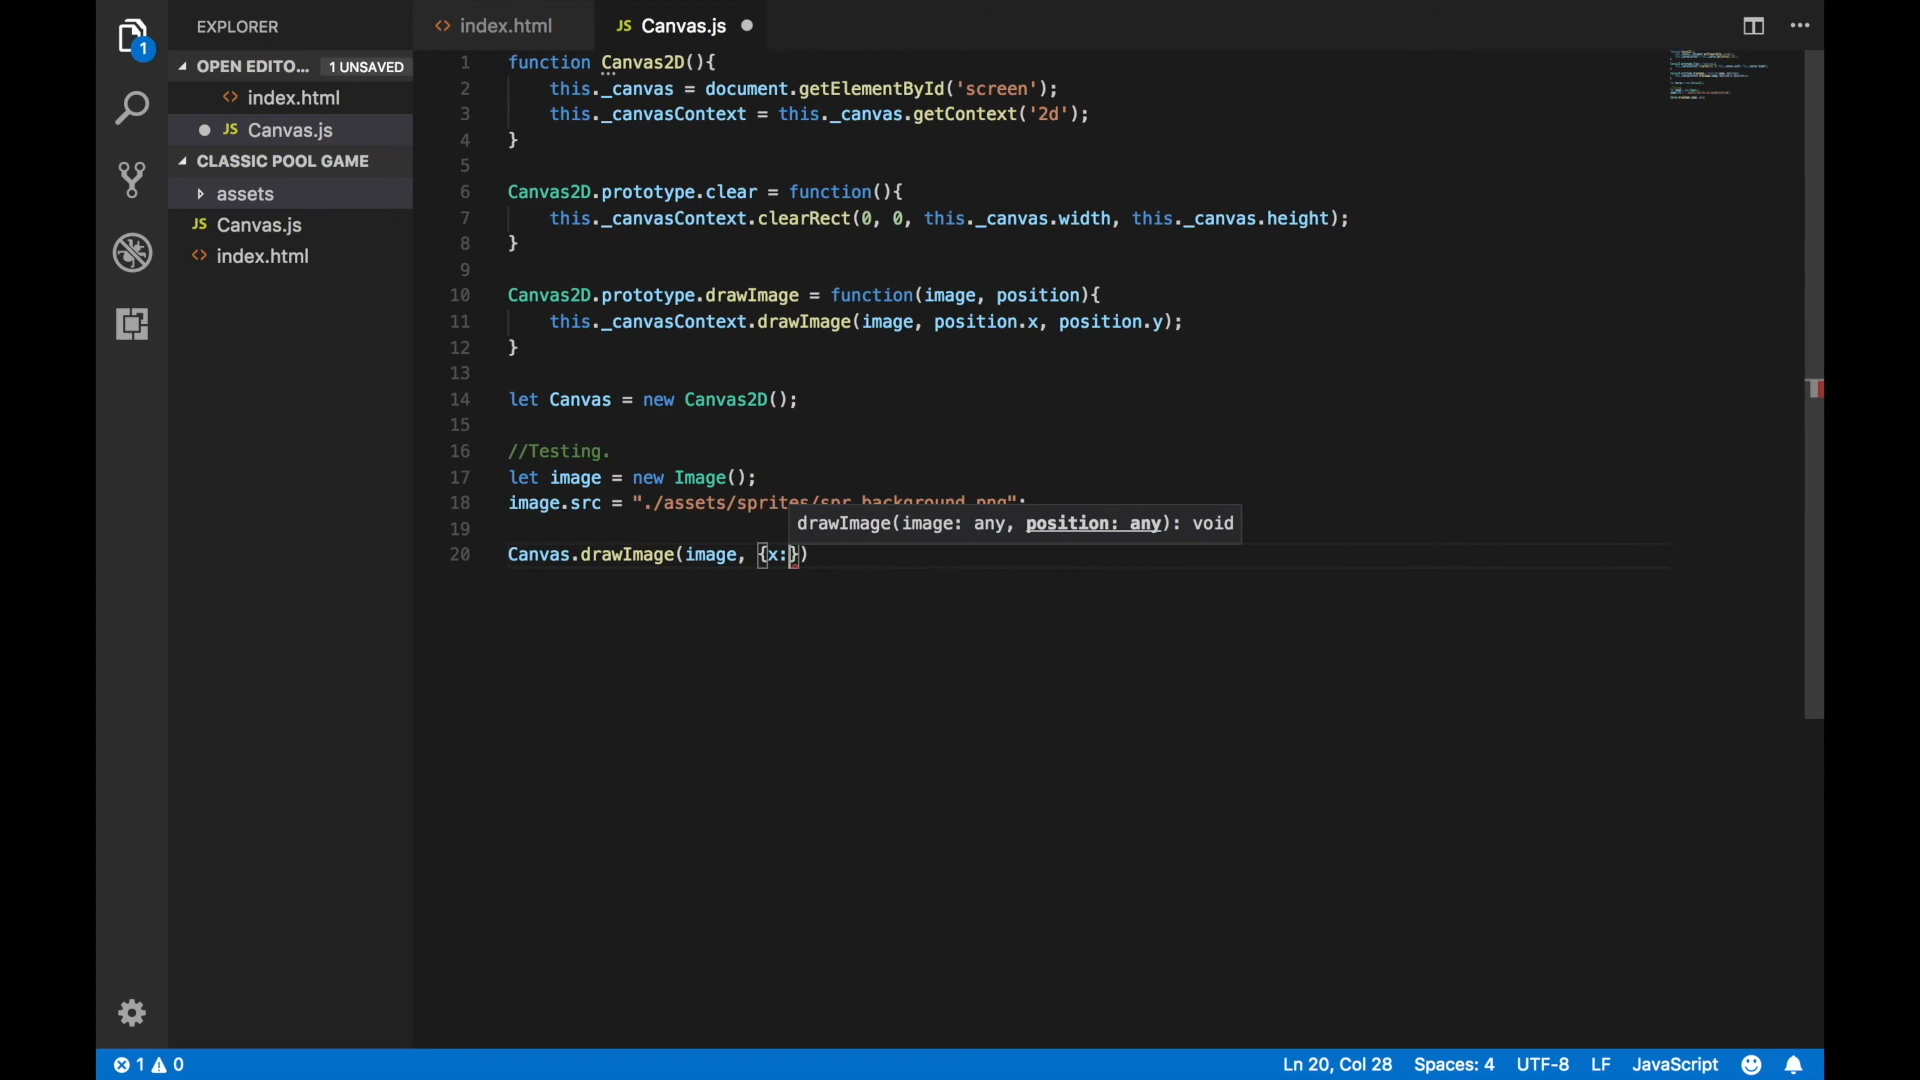 EXPLORER
index.html
JS Canvas.js
1
OPEN EDITO... 1 UNSAVED
index.html
JS Canvas.js
CLASSIC POOL GAME
assets
JS Canvas.js
index.html
1 function Canvas2D(){
2 this._canvas = document.getElementById('screen');
3 this._canvasContext = this._canvas.getContext('2d');
4 }
5
6 Canvas2D.prototype.clear = function(){
7 this._canvasContext.clearRect(0, 0, this._canvas.width, this._canvas.height);
8 }
9
10 Canvas2D.prototype.drawImage = function(image, position){
11 this._canvasContext.drawImage(image, position.x, position.y);
12 }
13
14 let Canvas = new Canvas2D();
15
16 //Testing.
17 let image = new Image();
18 image.src = "./assets/sprites/spr_background.png";
drawImage(image: any, position: any): void
19
20 Canvas.drawImage(image, {x:})
1 0
Ln 20, Col 28 Spaces: 4 UTF-8 LF JavaScript